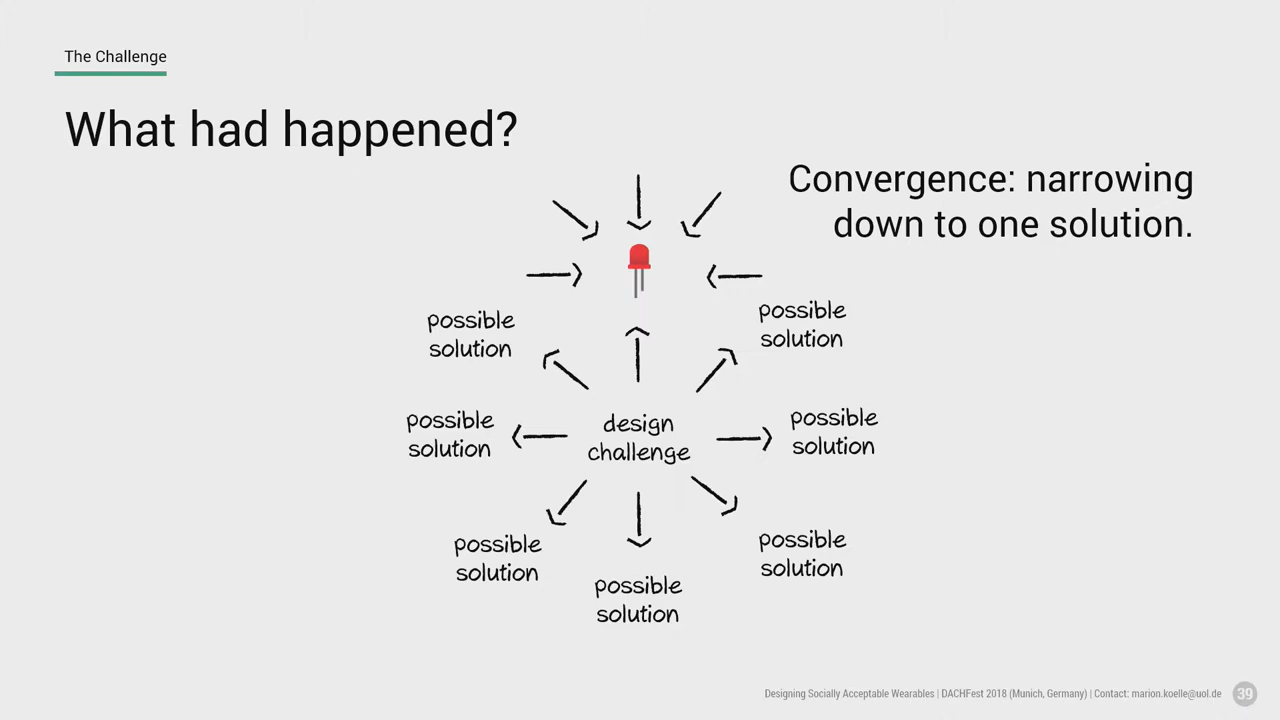 The Challenge
What had happened?
Convergence: narrowing
down to one solution.
possible
solution
possible
solution
possible
solution
design
challenge
possible
solution
possible
solution
possible
solution
possible
solution
Designing Socially Acceptable Wearables | DACHFest 2018 (Munich, Germany) | Contact: marion.koelle@uol.de
39